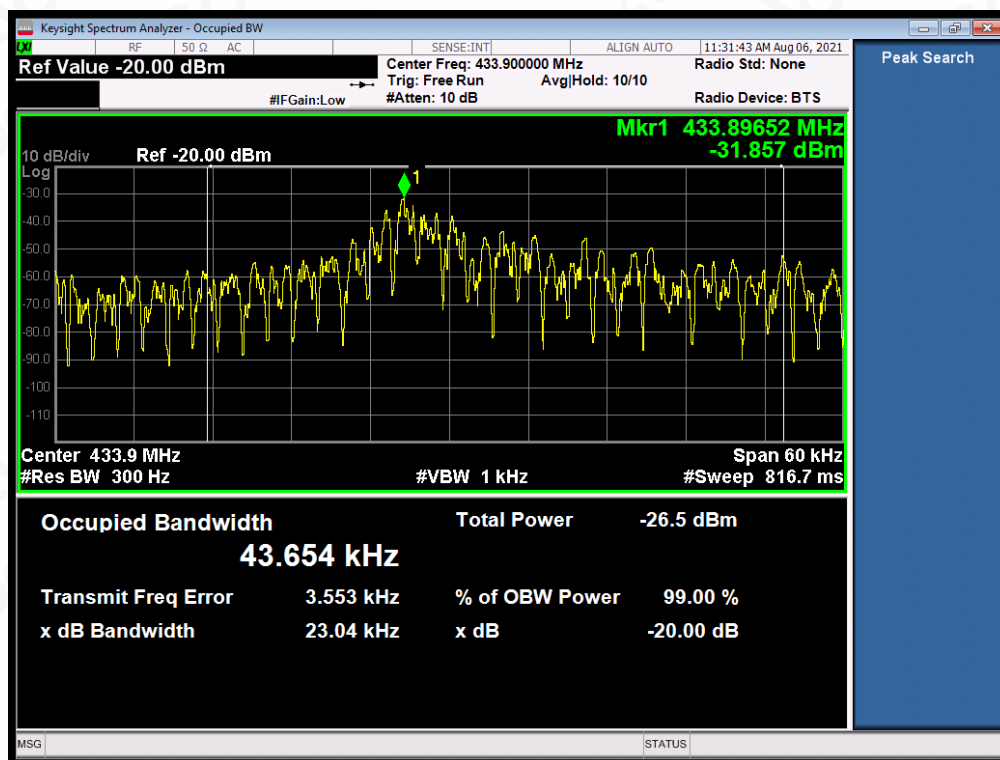 Keysight Spectrum Analyzer - Occupied BW
LXI RF 50 Ω AC SENSE:INT ALIGN AUTO 11:31:43 AM Aug 06, 2021
Ref Value -20.00 dBm Center Freq: 433.900000 MHz Radio Std: None
Trig: Free Run Avg|Hold: 10/10
#IFGain:Low #Atten: 10 dB Radio Device: BTS
Peak Search
Mkr1 433.89652 MHz
10 dB/div Ref -20.00 dBm -31.857 dBm
Log
1
-30.0
-40.0
-50.0
-60.0
-70.0
-80.0
-90.0
-100
-110
Center 433.9 MHz Span 60 kHz
#Res BW 300 Hz #VBW 1 kHz #Sweep 816.7 ms
Occupied Bandwidth Total Power -26.5 dBm
43.654 kHz
Transmit Freq Error 3.553 kHz % of OBW Power 99.00 %
x dB Bandwidth 23.04 kHz x dB -20.00 dB
MSG STATUS